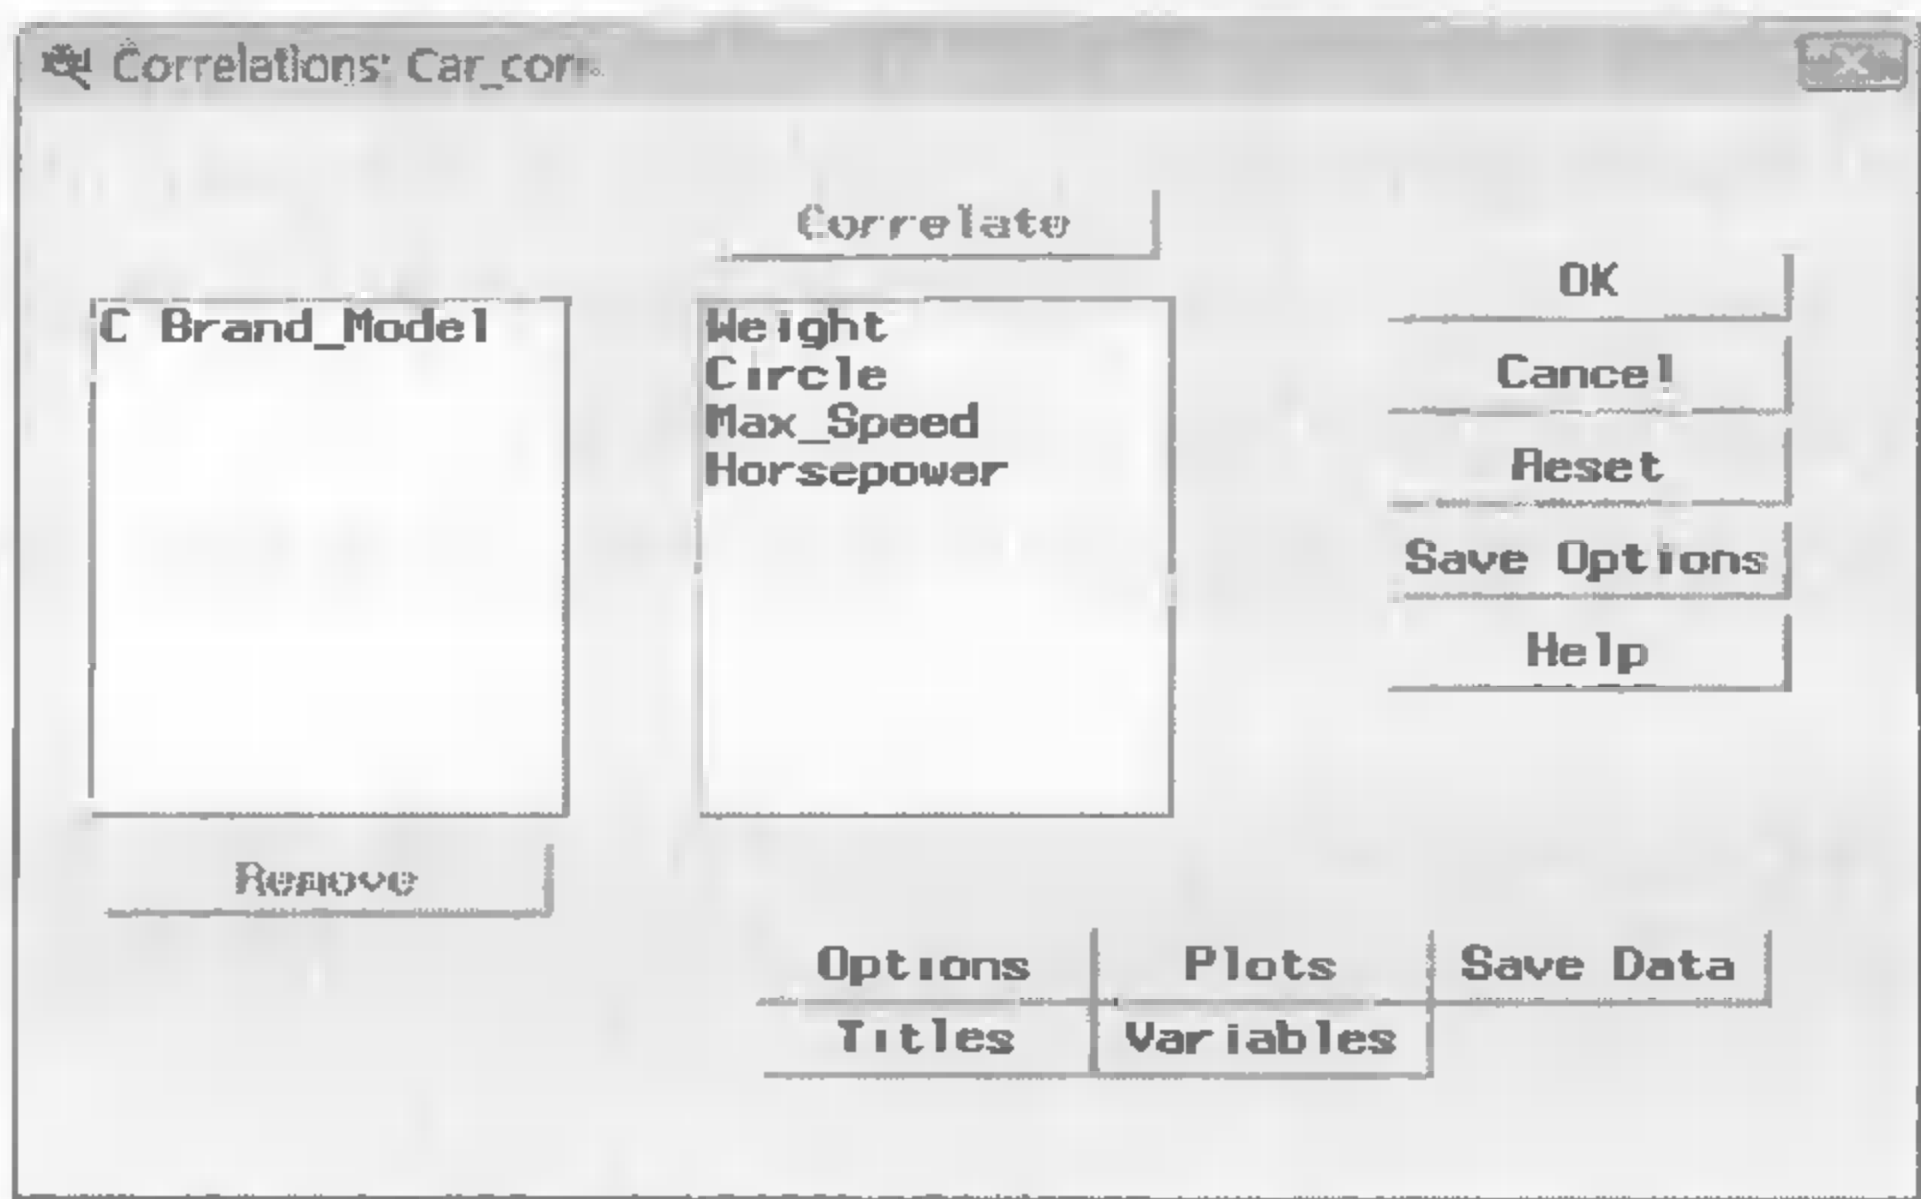 Correlations: Car_corr
Correlate
C Brand_Model
Weight
Circle
Max_Speed
Horsepower
OK
Cancel
Reset
Save Options
Help
Remove
Options
Plots
Save Data
Titles
Variables